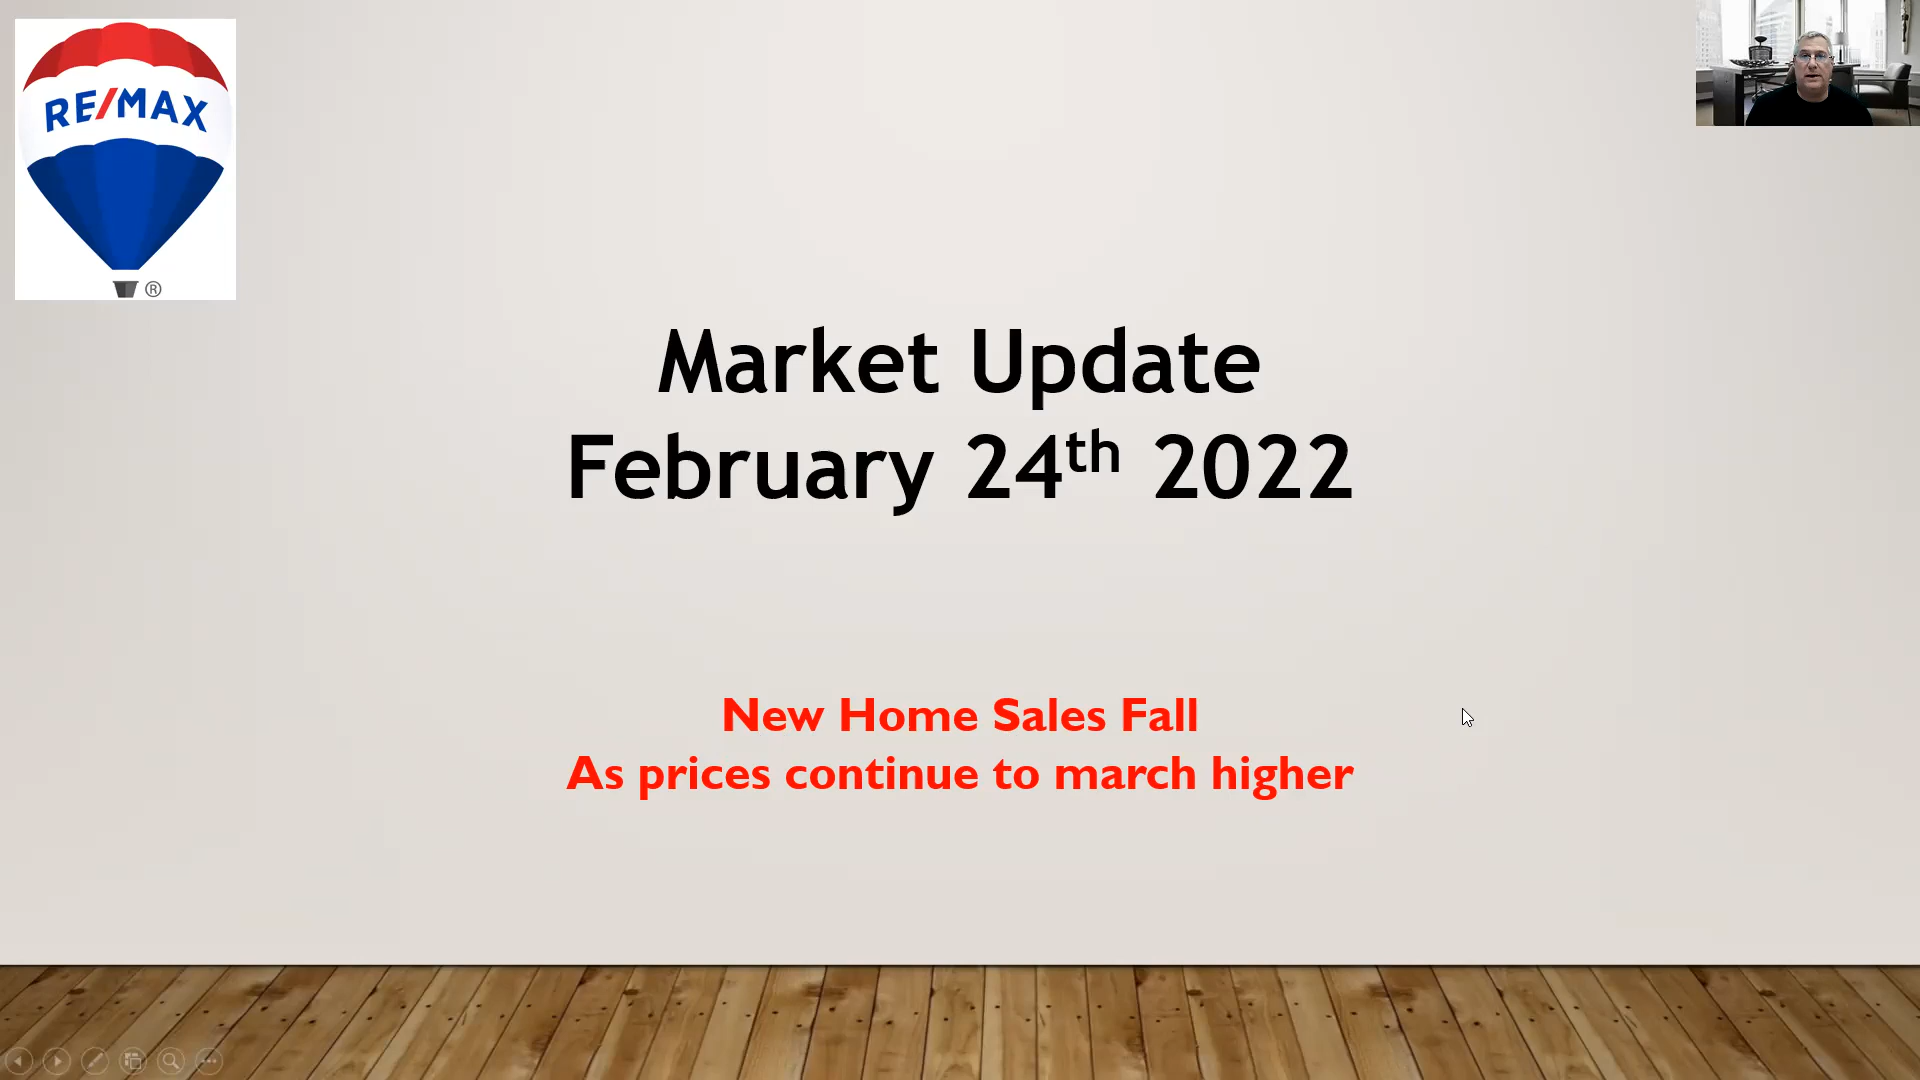 RE/MAX
®
Market Update
February 24th 2022
New Home Sales Fall
As prices continue to march higher